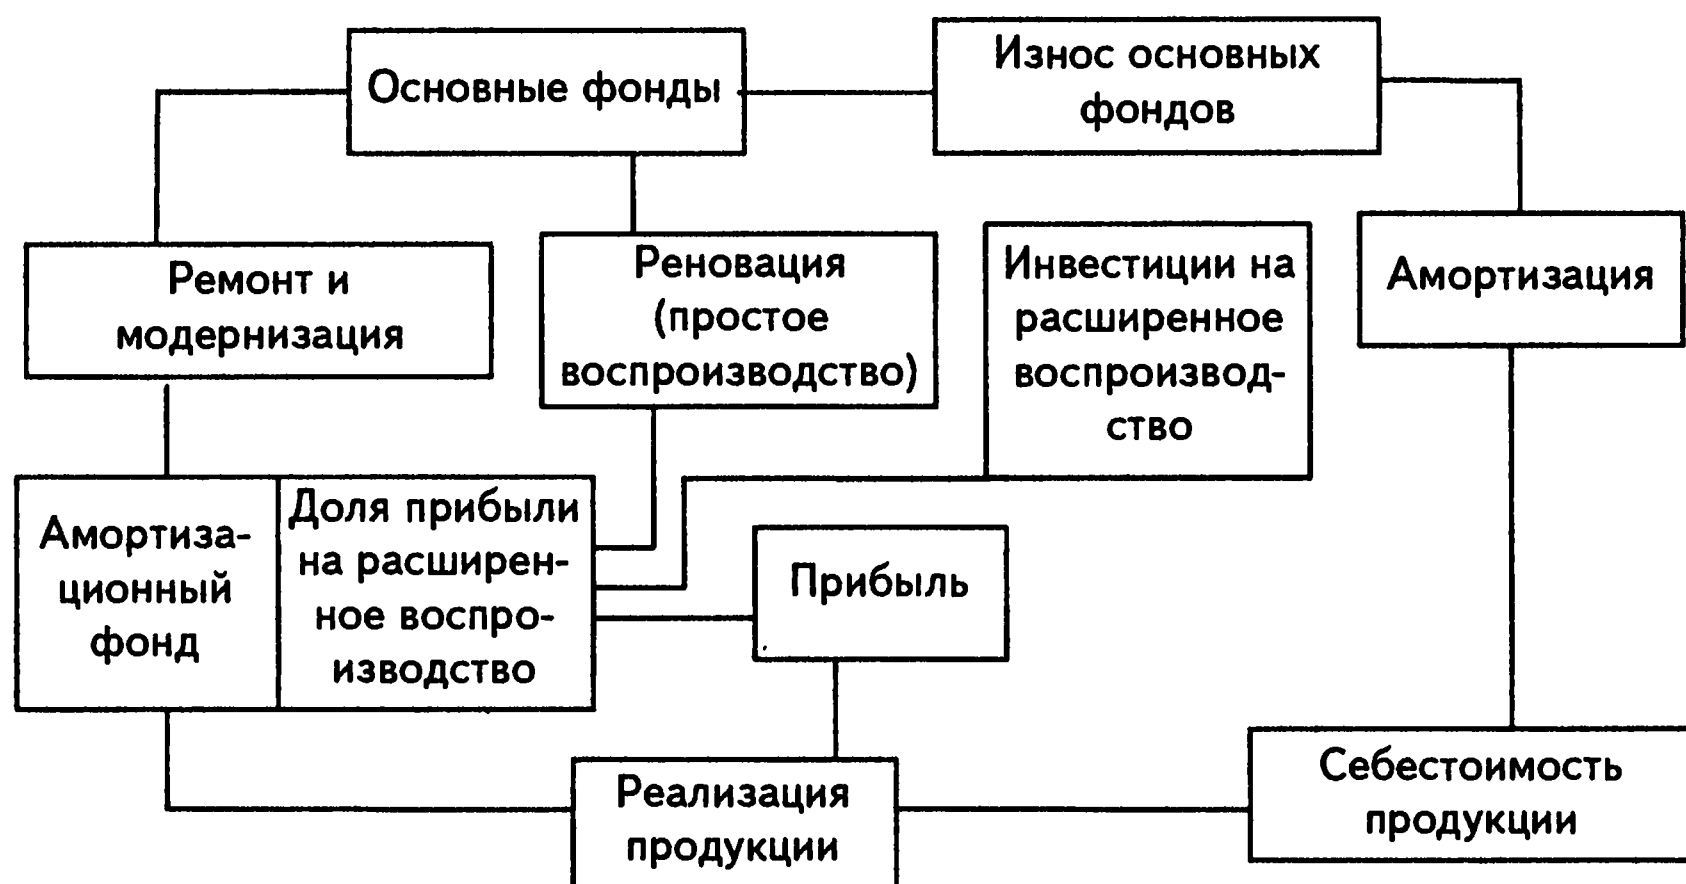 Основные фонды
Износ основных
фондов
Ремонт и
модернизация
Реновация
(простое
воспроизводство)
Инвестиции на
расширенное
воспроизвод-
ство
Амортизация
Амортиза-
ционный
фонд
Доля прибыли
на расширен-
ное воспро-
изводство
Прибыль
Реализация
продукции
Себестоимость
продукции